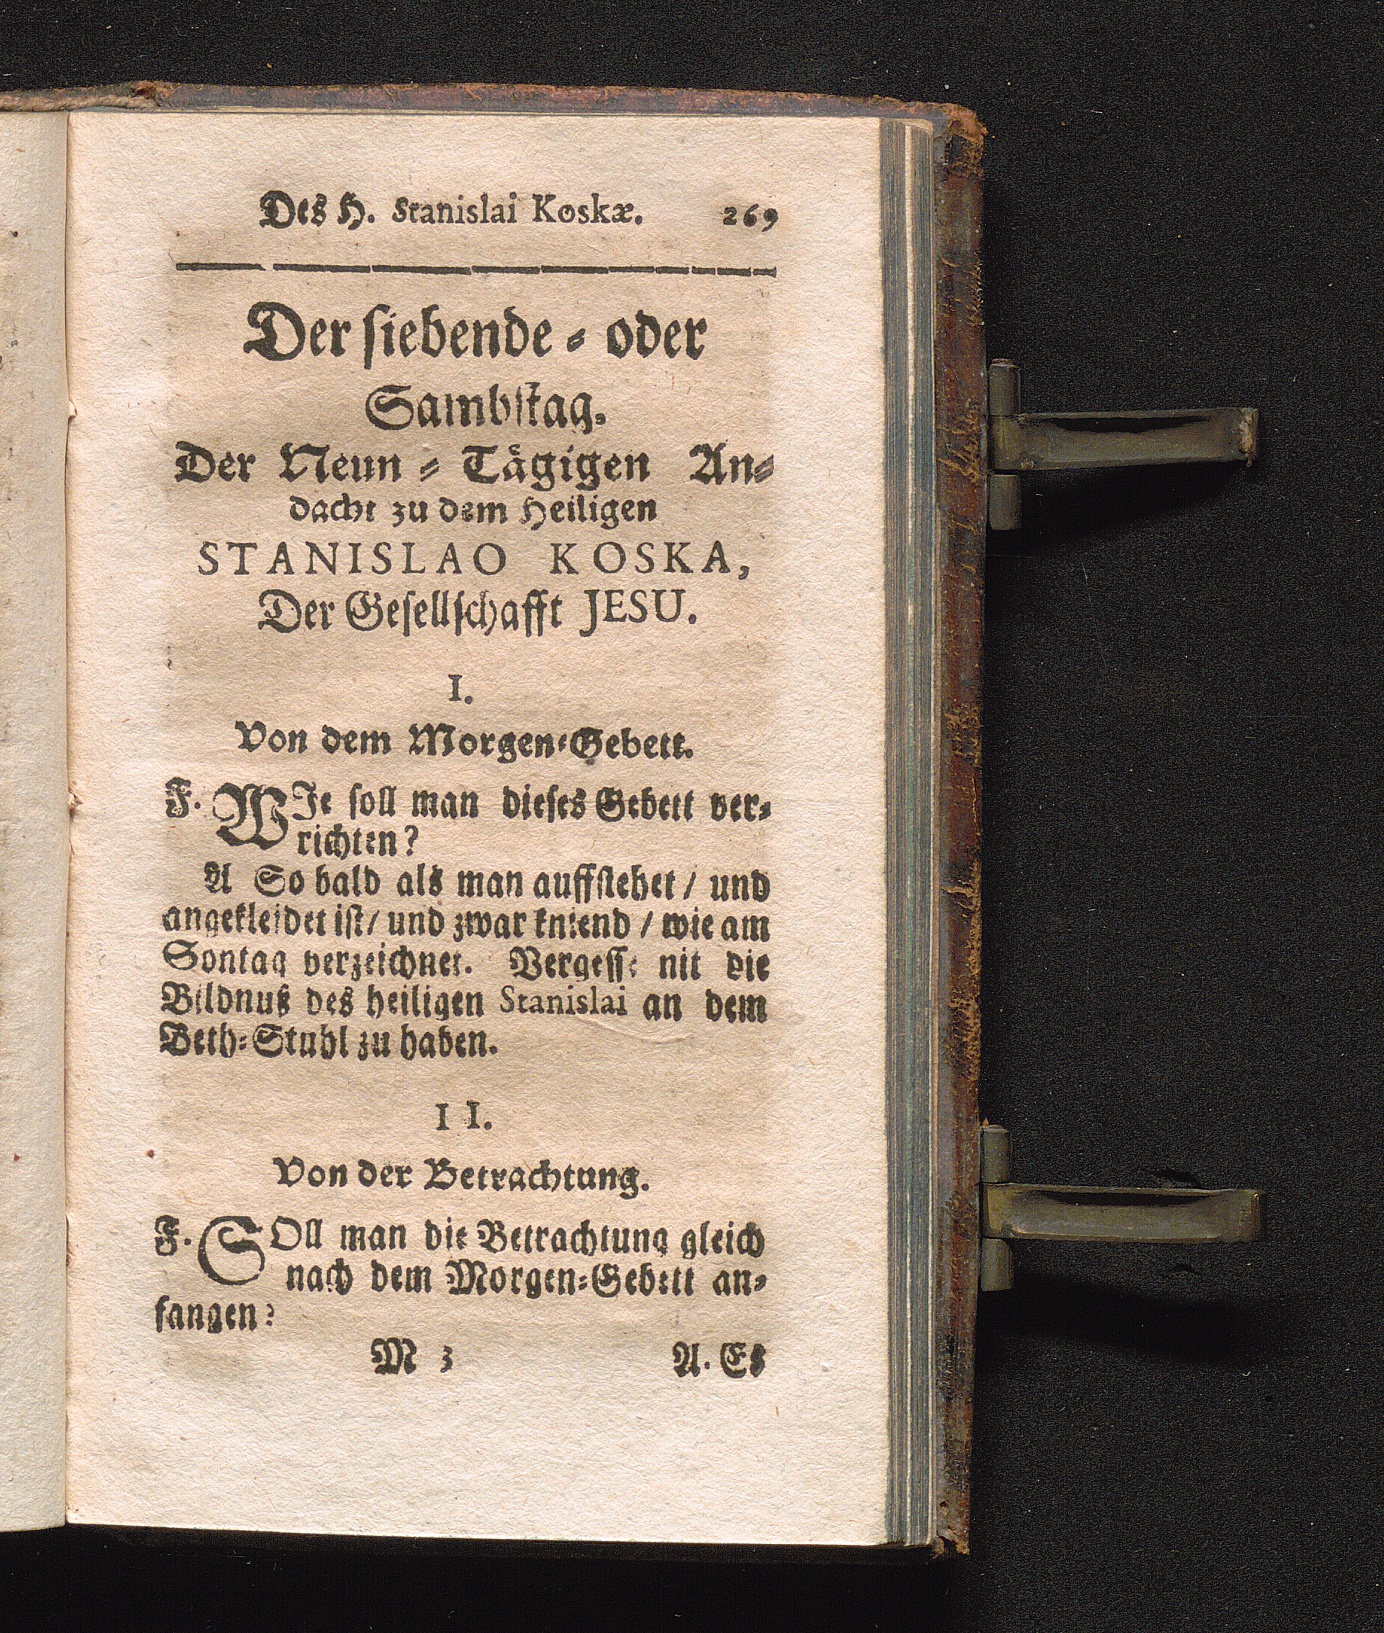 Des H. Stanislai Koskæ. 269
Der siebende - oder
Sambstag.
Der Neun - Tägigen An-
dacht zu dem Heiligen
STANISLAO KOSKA,
Der Gesellschafft JESU.
I.
Von dem Morgen-Gebett.
F. WIe soll man dieses Gebett ver-
richten?
A So bald als man auffstehet / und
angekleidet ist / und zwar kniend / wie am
Sontag verzeichnet. Vergesse nit die
Bildnuß des heiligen Stanislai an dem
Beth-Stuhl zu haben.
II.
Von der Betrachtung.
F. SOll man die Betrachtung gleich
nach dem Morgen-Gebett an-
fangen?
M 3 A. Es